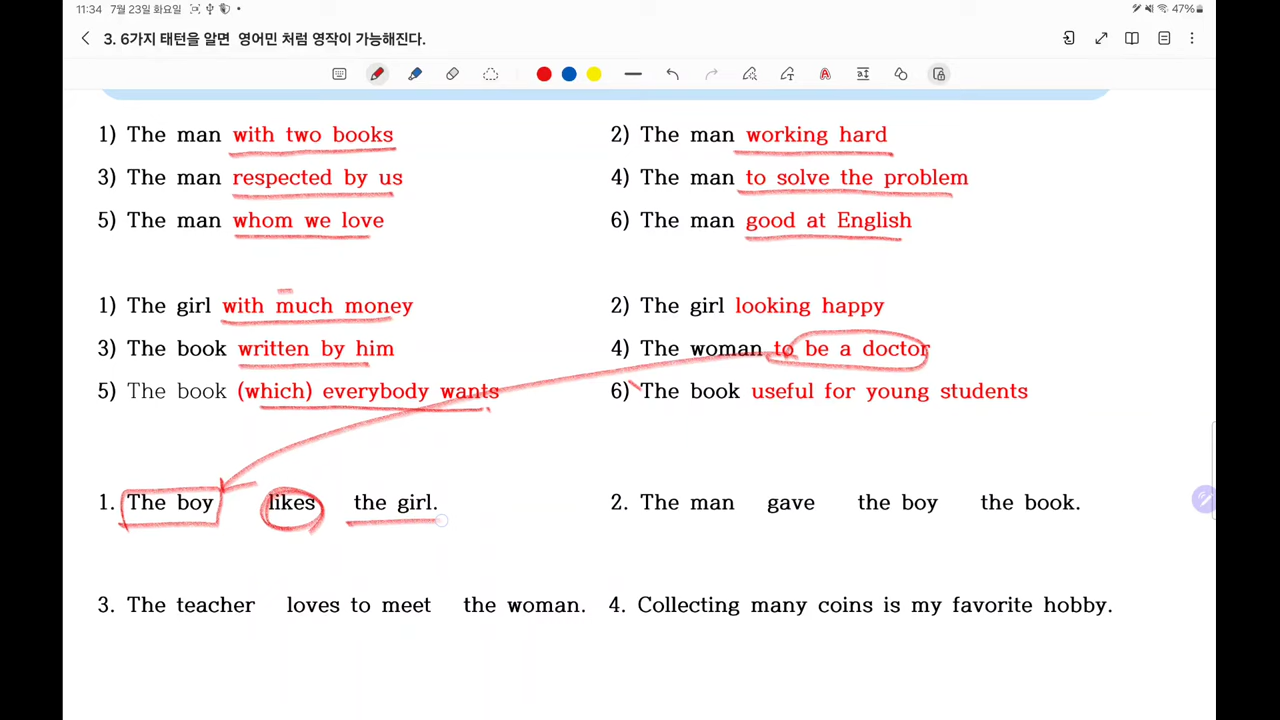 11:34 7월 23일 화요일 47%
3. 6가지 태턴을 알면 영어민 처럼 영작이 가능해진다.
1) The man with two books
2) The man working hard
3) The man respected by us
4) The man to solve the problem
5) The man whom we love
6) The man good at English
1) The girl with much money
2) The girl looking happy
3) The book written by him
4) The woman to be a doctor
5) The book (which) everybody wants
6) The book useful for young students
1. The boy likes the girl.
2. The man gave the boy the book.
3. The teacher loves to meet the woman.
4. Collecting many coins is my favorite hobby.